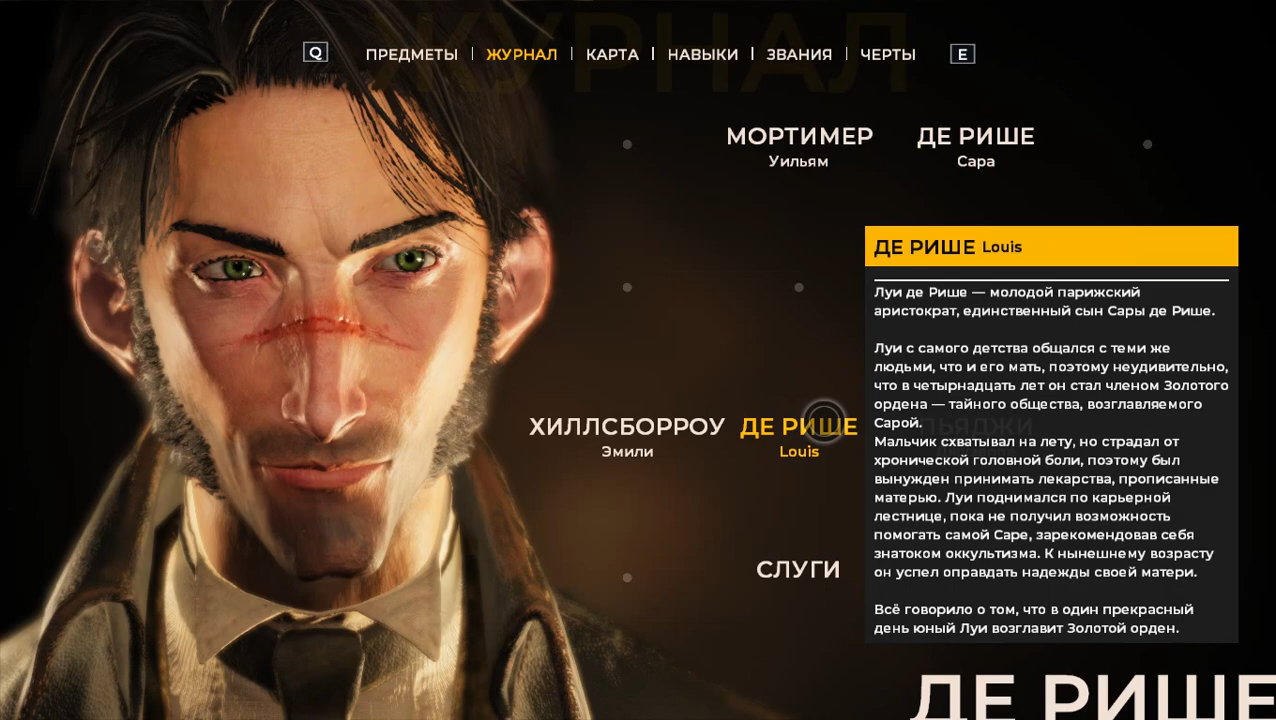 ЖУРНАЛ
Q ПРЕДМЕТЫ ЖУРНАЛ КАРТА НАВЫКИ ЗВАНИЯ ЧЕРТЫ E
МОРТИМЕР ДЕ РИШЕ
Уильям Сара
ХИЛЛСБОРРОУ ДЕ РИШЕ
Эмили Louis
СЛУГИ
ДЕ РИШЕ Louis
Луи де Рише — молодой парижский
аристократ, единственный сын Сары де Рише.
Луи с самого детства общался с теми же
людьми, что и его мать, поэтому неудивительно,
что в четырнадцать лет он стал членом Золотого
ордена — тайного общества, возглавляемого
Сарой.
Мальчик схватывал на лету, но страдал от
хронической головной боли, поэтому был
вынужден принимать лекарства, прописанные
матерью. Луи поднимался по карьерной
лестнице, пока не получил возможность
помогать самой Саре, зарекомендовав себя
знатоком оккультизма. К нынешнему возрасту
он успел оправдать надежды своей матери.
Всё говорило о том, что в один прекрасный
день юный Луи возглавит Золотой орден.
ДЕ РИШЕ